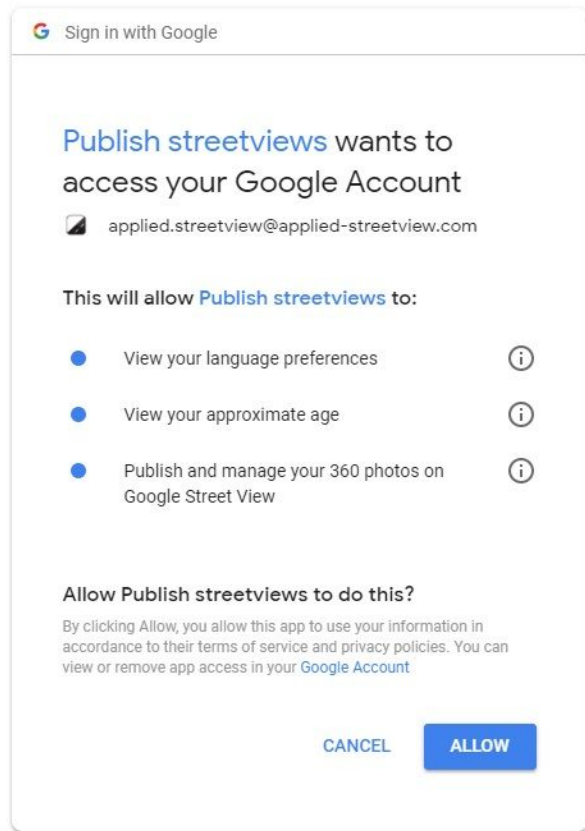 Sign in with Google
Publish streetviews wants to
access your Google Account
applied.streetview@applied-streetview.com
This will allow Publish streetviews to:
View your language preferences
View your approximate age
Publish and manage your 360 photos on
Google Street View
Allow Publish streetviews to do this?
By clicking Allow, you allow this app to use your information in
accordance to their terms of service and privacy policies. You can
view or remove app access in your Google Account
CANCEL ALLOW